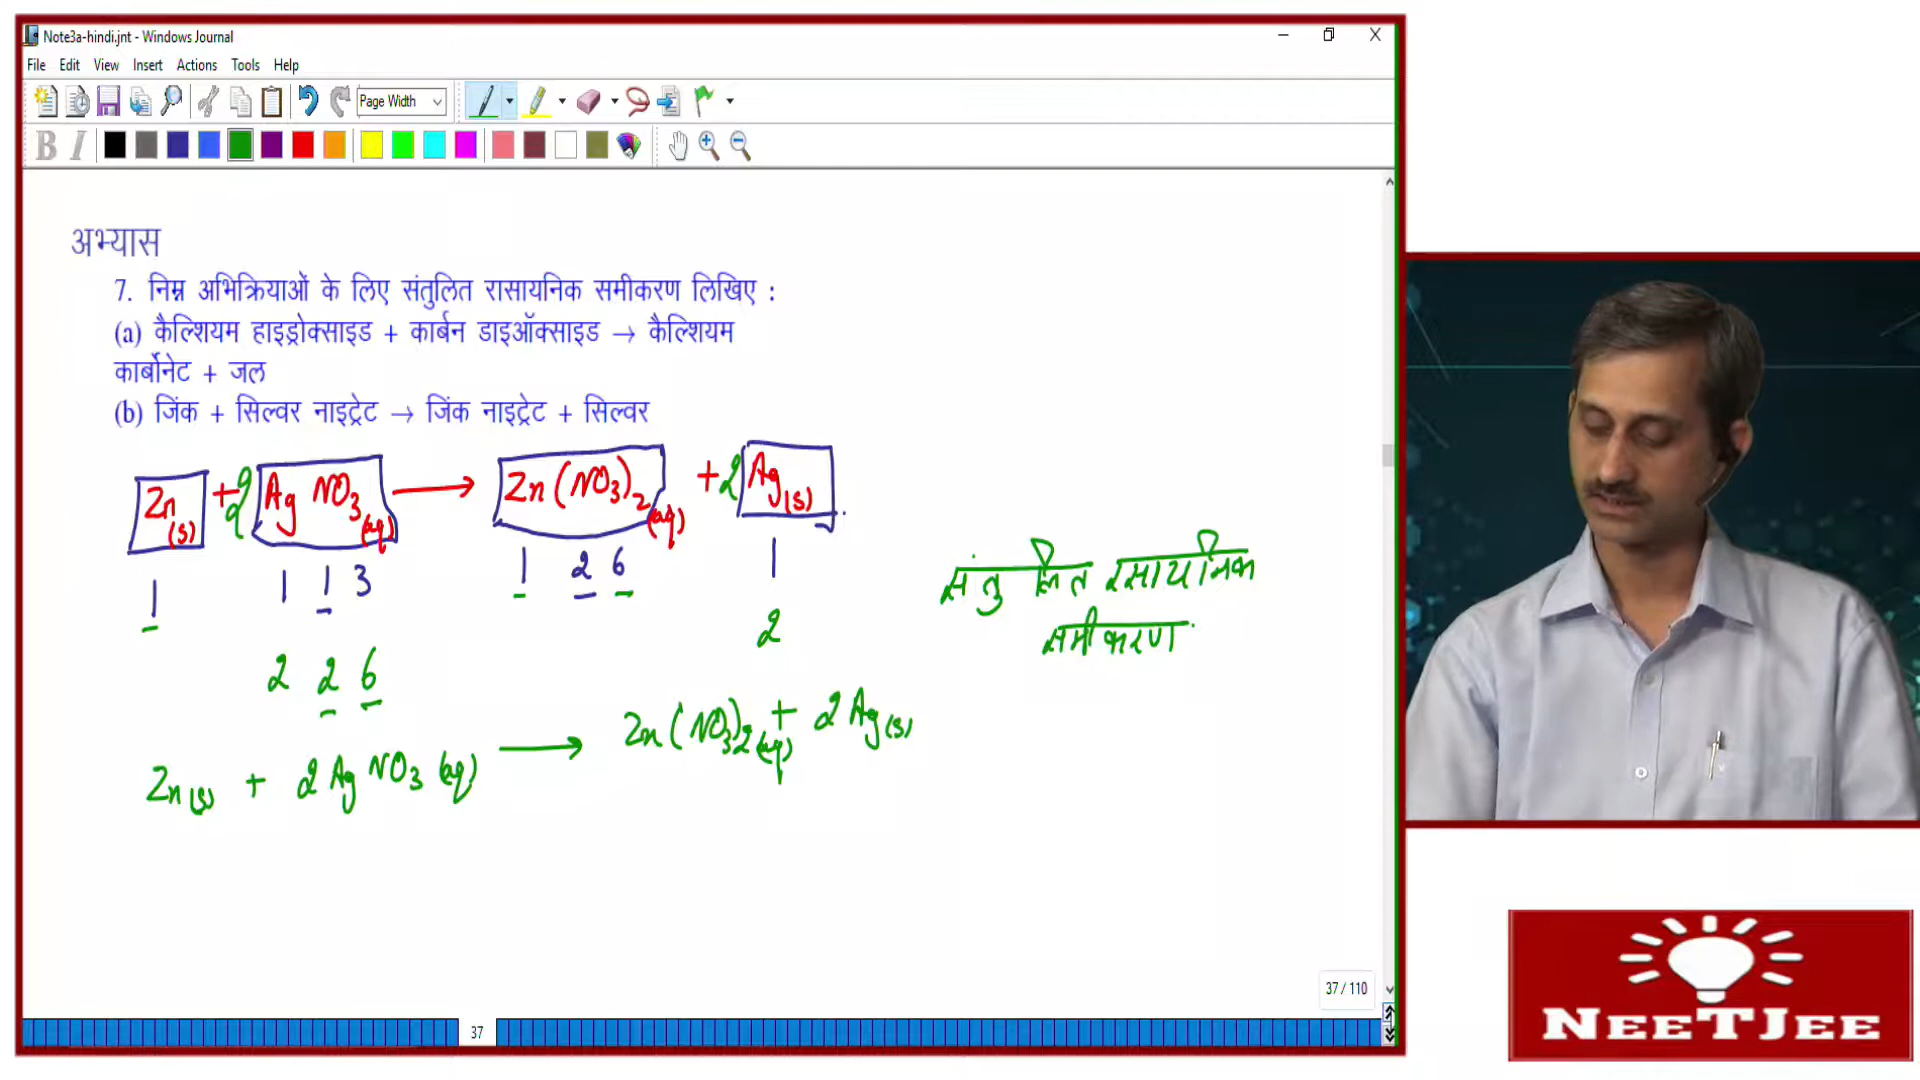 Note3a-hindi.jnt - Windows Journal
File Edit View Insert Actions Tools Help
Page Width
B I
अभ्यास
7. निम्न अभिक्रियाओं के लिए संतुलित रासायनिक समीकरण लिखिए :
(a) कैल्शियम हाइड्रोक्साइड + कार्बन डाइऑक्साइड → कैल्शियम
कार्बोनेट + जल
(b) जिंक + सिल्वर नाइट्रेट → जिंक नाइट्रेट + सिल्वर
Zn(s) + 2 AgNO3(aq) → Zn(NO3)2(aq) + 2 Ag(s)
1 1 1 3 1 2 6 1
2 2 6 2
संतुलित रसायनिक
समीकरण
Zn(s) + 2 AgNO3(aq) → Zn(NO3)2(aq) + 2 Ag(s)
37 / 110
37
NEETJEE